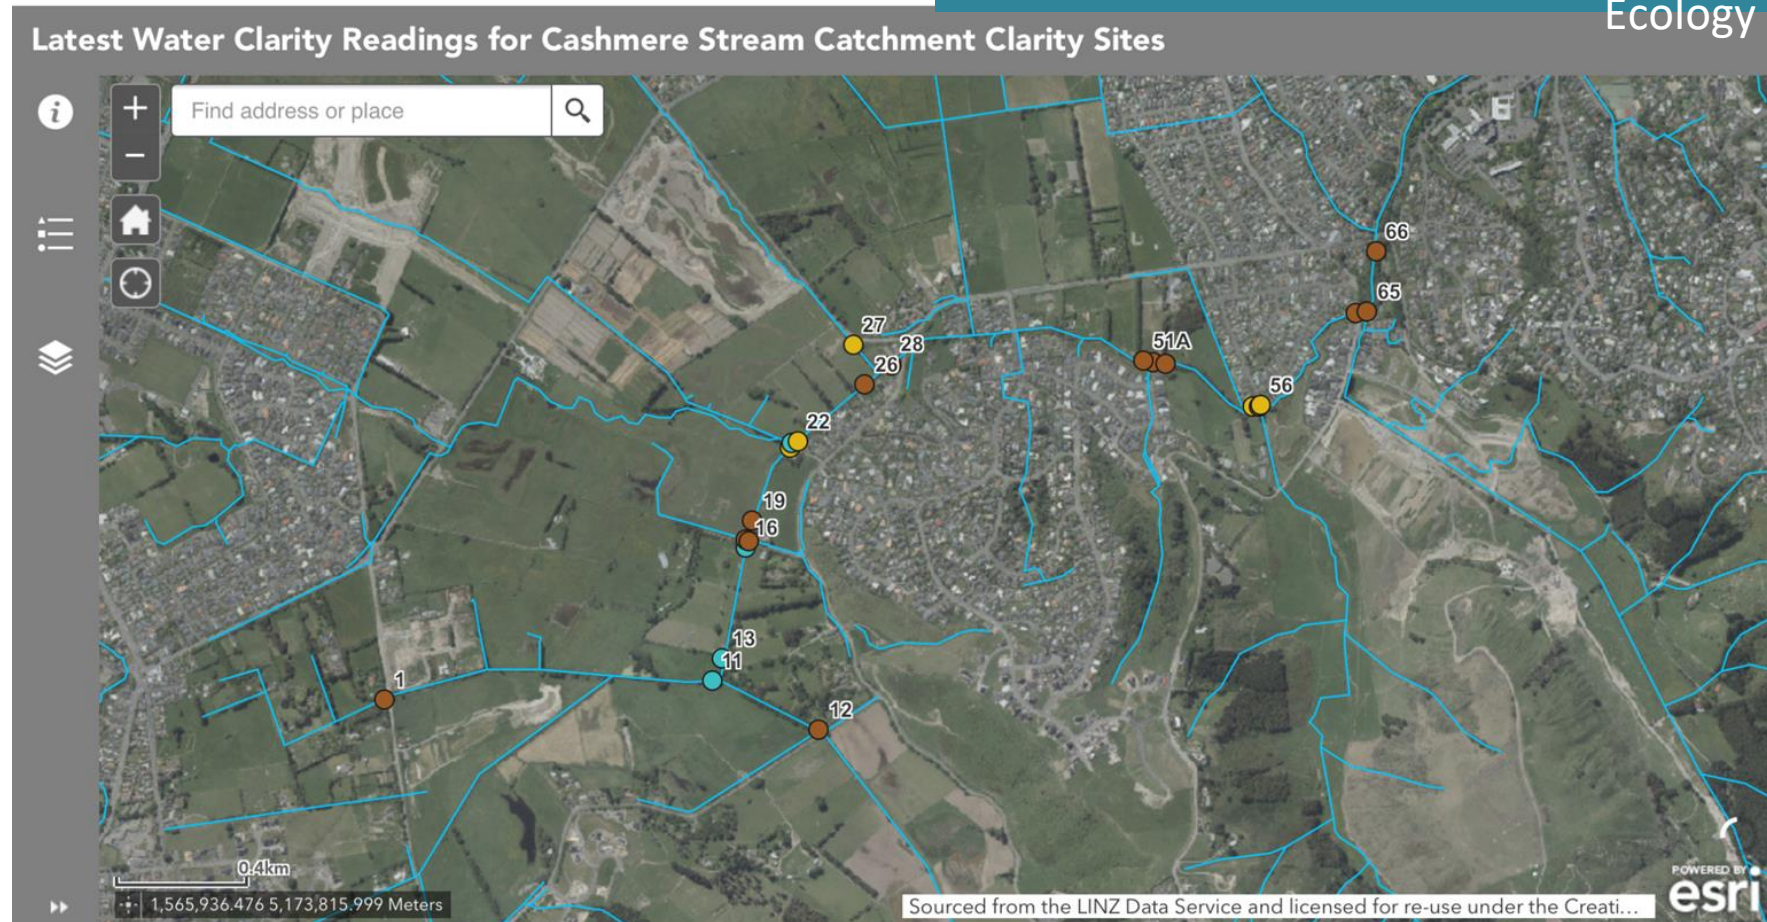 Ecology
Latest Water Clarity Readings for Cashmere Stream Catchment Clarity Sites
i
+
Find address or place
−
66
65
27
28
51A
26
56
22
19
16
13
11
1
12
0.4km
1,565,936.476 5,173,815.999 Meters
Sourced from the LINZ Data Service and licensed for re-use under the Creati...
POWERED BY
esri